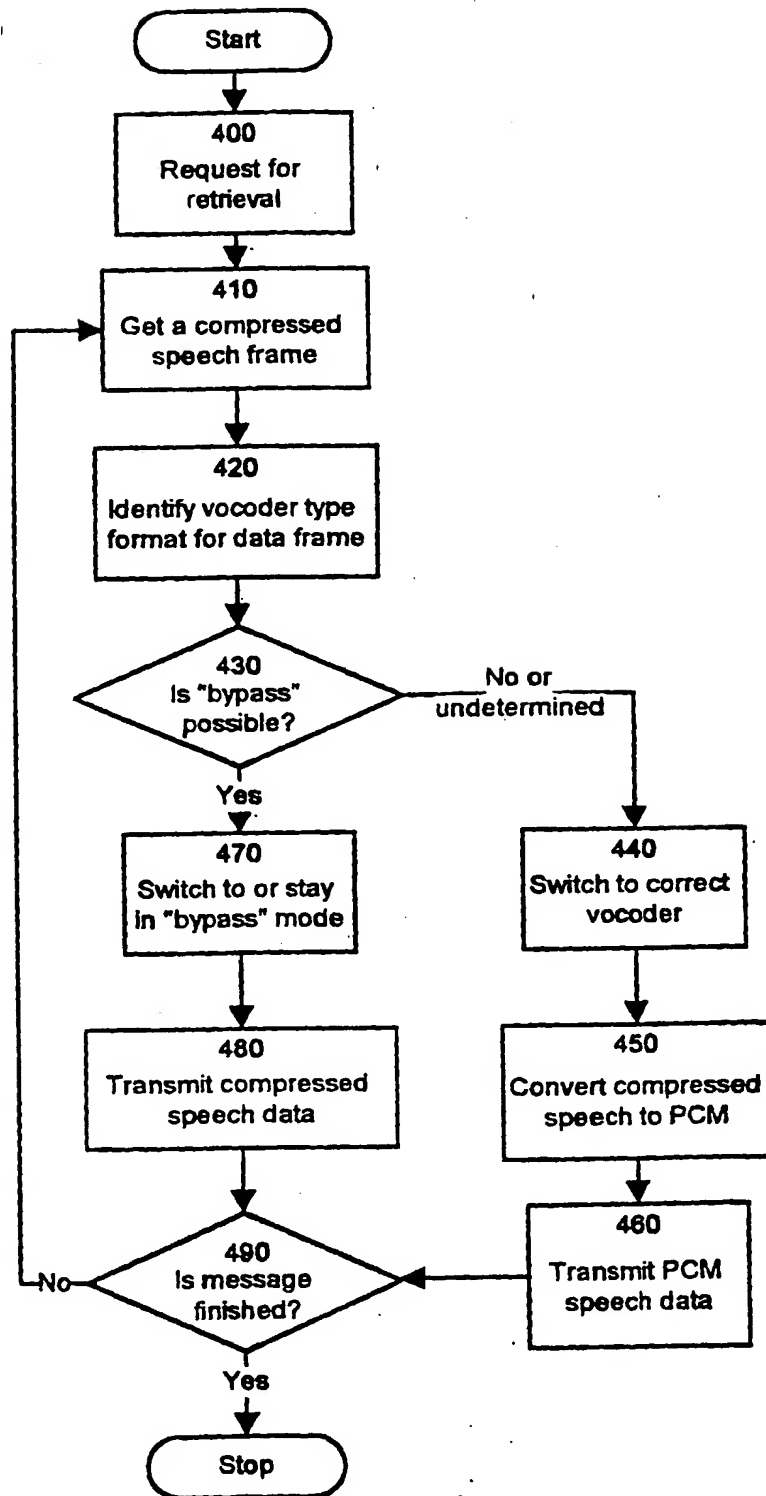 Start
400
Request for
retrieval
410
Get a compressed
speech frame
420
Identify vocoder type
format for data frame
430
Is "bypass"
possible?
No or
undetermined
Yes
470
Switch to or stay
in "bypass" mode
440
Switch to correct
vocoder
480
Transmit compressed
speech data
450
Convert compressed
speech to PCM
490
Is message
finished?
No
460
Transmit PCM
speech data
Yes
Stop